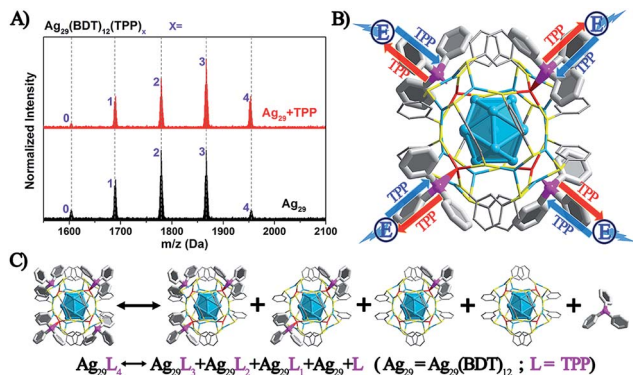 A)
Ag29(BDT)12(TPP)x X=
0 1 2 3 4
Ag29+TPP
0 1 2 3 4
Ag29
Normalized Intensity
1600 1700 1800 1900 2000 2100
m/z (Da)
B)
E TPP TPP
TPP TPP E
E TPP TPP
TPP TPP E
C)
Ag29L4⟷Ag29L3+Ag29L2+Ag29L1+Ag29+L (Ag29=Ag29(BDT)12 ; L= TPP)